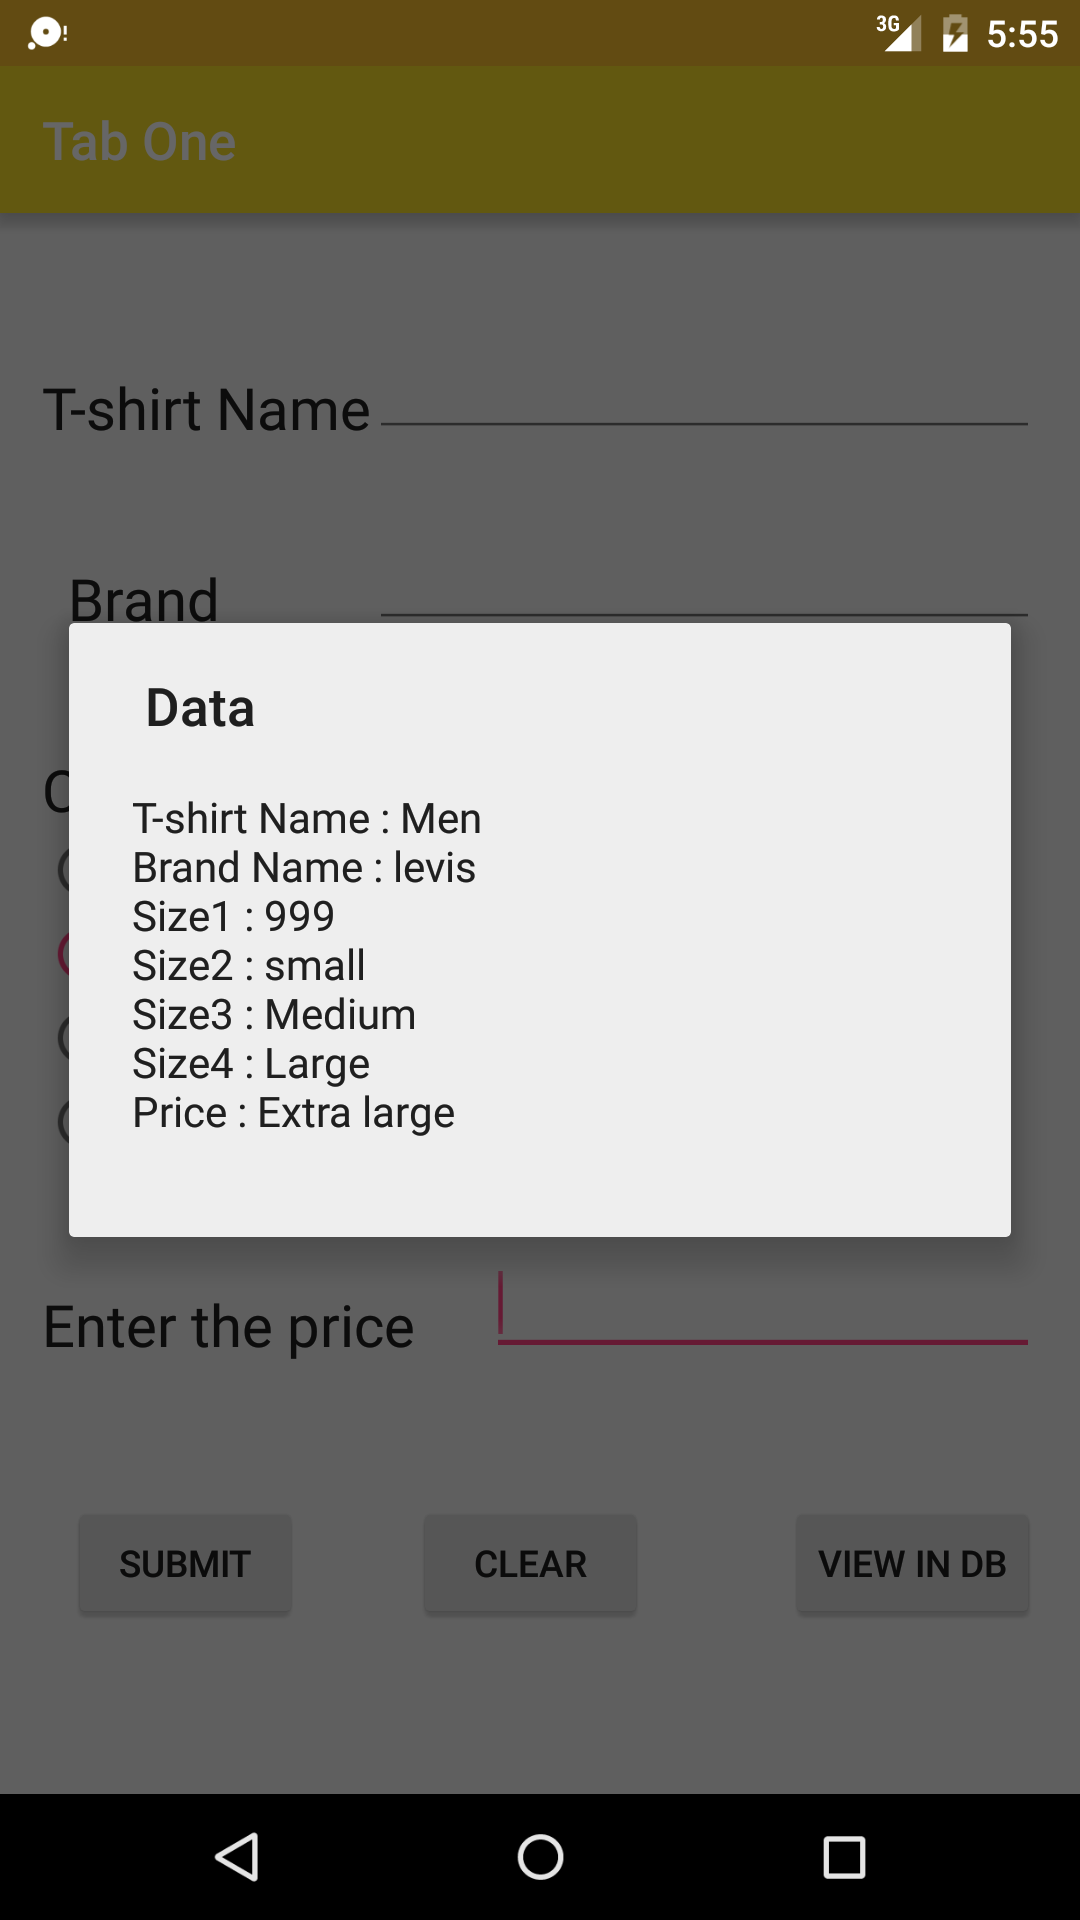 3G 5:55
Tab One
T-shirt Name
Brand
Data
T-shirt Name : Men
Brand Name : levis
Size1 : 999
Size2 : small
Size3 : Medium
Size4 : Large
Price : Extra large
Enter the price
SUBMIT CLEAR VIEW IN DB